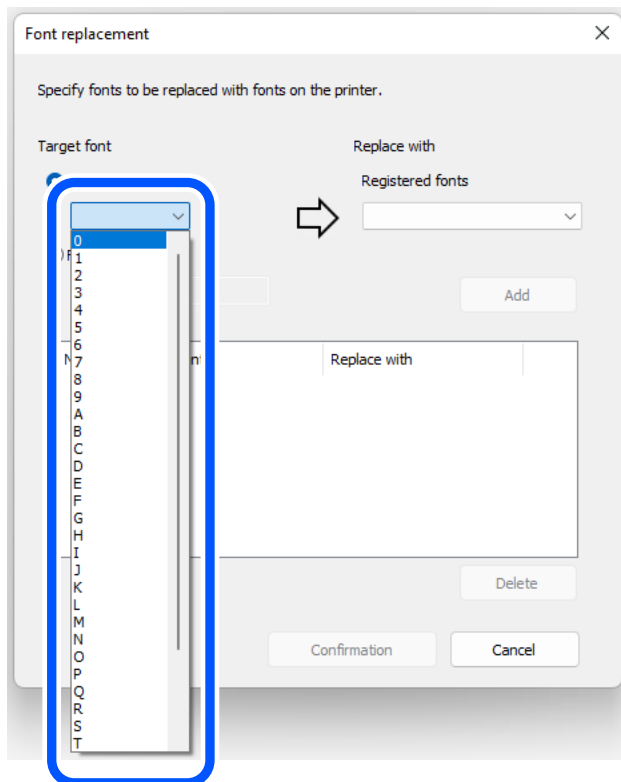 Font replacement
Specify fonts to be replaced with fonts on the printer.
Target font
Replace with
Registered fonts
0
1
2
3
4
5
6
7
8
9
A
B
C
D
E
F
G
H
I
J
K
L
M
N
O
P
Q
R
S
T
Add
Replace with
Delete
Confirmation
Cancel